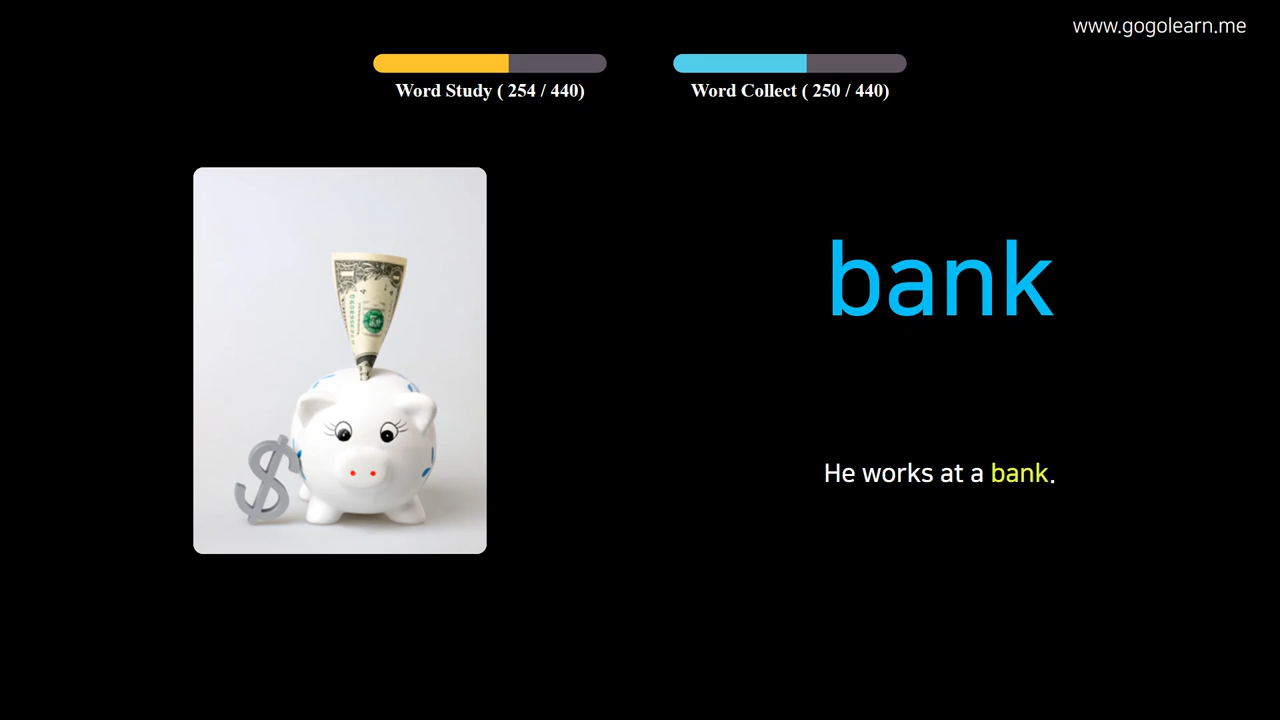 www.gogolearn.me
Word Study ( 254 / 440)
Word Collect ( 250 / 440)
bank
He works at a bank.
$